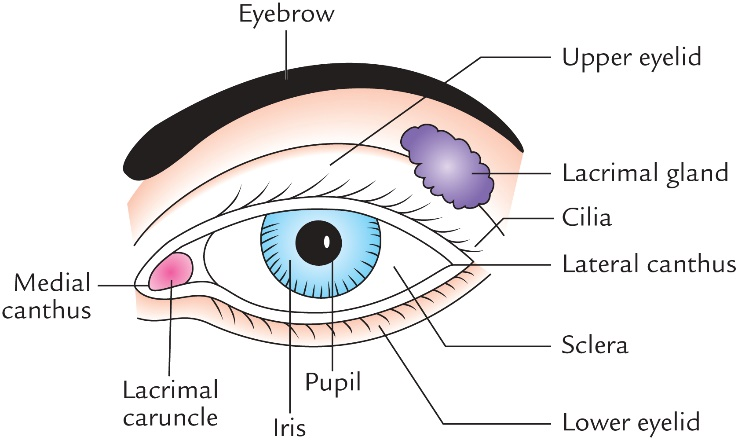 Eyebrow
Upper eyelid
Lacrimal gland
Cilia
Lateral canthus
Medial
canthus
Sclera
Pupil
Lacrimal
caruncle
Iris
Lower eyelid